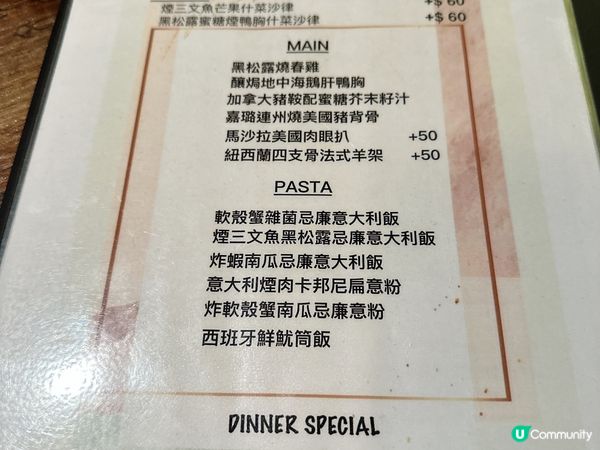 煙三文魚芒果什菜沙律 +$ 60
黑松露蜜糖煙鴨胸什菜沙律 +$ 60
MAIN
黑松露燒春雞
釀焗地中海鵝肝鴨胸
加拿大豬鞍配蜜糖芥末籽汁
嘉璐連州燒美國豬背骨
馬沙拉美國肉眼扒 +50
紐西蘭四支骨法式羊架 +50
PASTA
軟殼蟹雜菌忌廉意大利飯
煙三文魚黑松露忌廉意大利飯
炸蝦南瓜忌廉意大利飯
意大利煙肉卡邦尼扁意粉
炸軟殼蟹南瓜忌廉意粉
西班牙鮮魷筒飯
DINNER SPECIAL
U Community